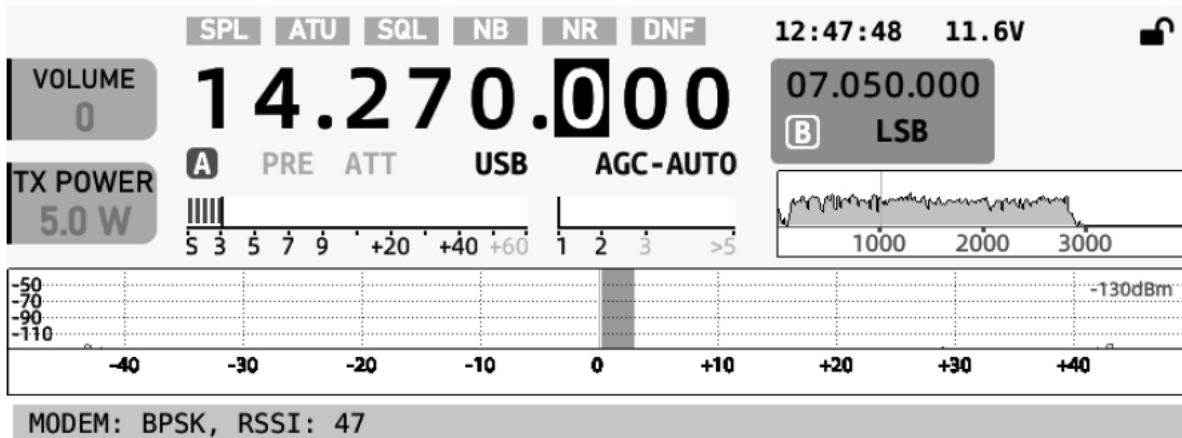 SPL ATU SQL NB NR DNF 12:47:48 11.6V
VOLUME
0
14.270.000
07.050.000
B LSB
A PRE ATT USB AGC-AUTO
TX POWER
5.0 W
S 3 5 7 9 +20 +40 +60 1 2 3 >5
1000 2000 3000
-50
-70
-90
-110
-130dBm
-40 -30 -20 -10 0 +10 +20 +30 +40
MODEM: BPSK, RSSI: 47